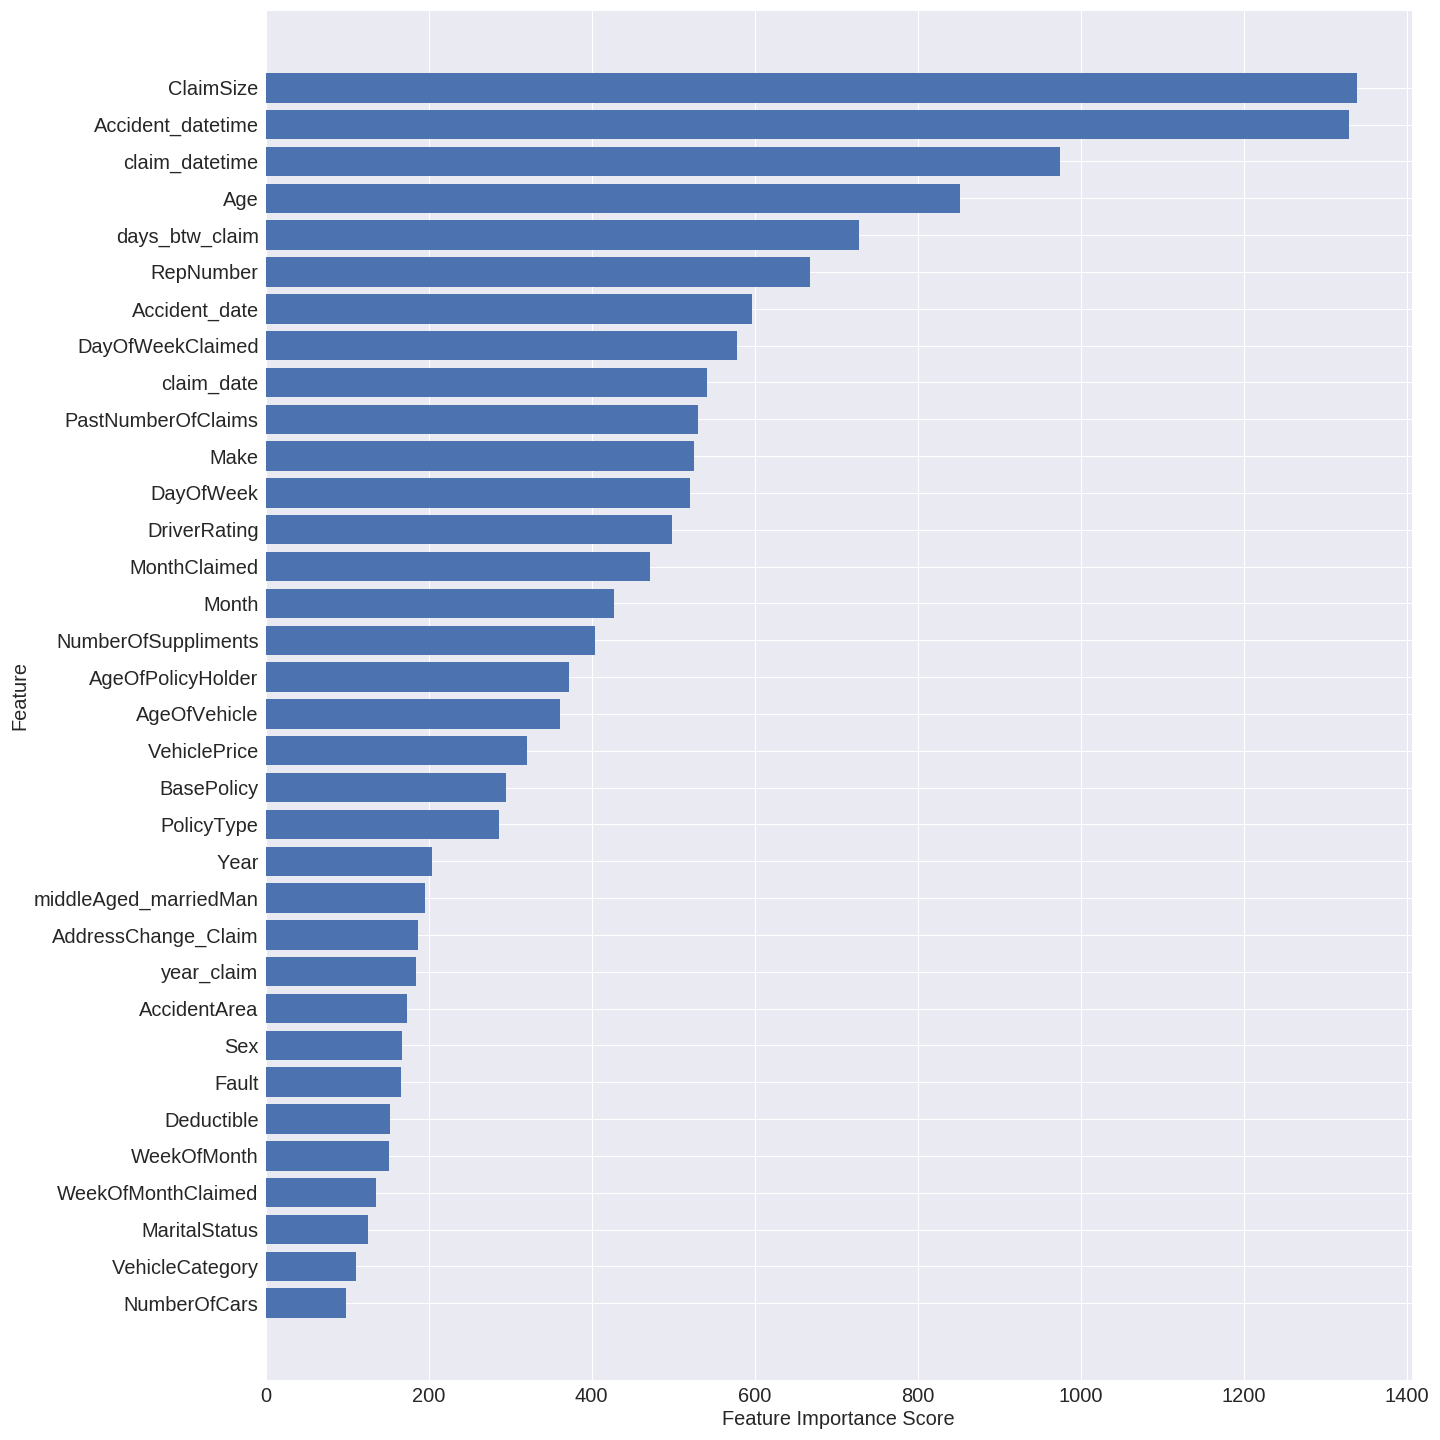 ClaimSize
Accident_datetime
claim_datetime
Age
days_btw_claim
RepNumber
Accident_date
DayOfWeekClaimed
claim_date
PastNumberOfClaims
Make
DayOfWeek
DriverRating
MonthClaimed
Month
NumberOfSuppliments
AgeOfPolicyHolder
AgeOfVehicle
VehiclePrice
BasePolicy
PolicyType
Year
middleAged_marriedMan
AddressChange_Claim
year_claim
AccidentArea
Sex
Fault
Deductible
WeekOfMonth
WeekOfMonthClaimed
MaritalStatus
VehicleCategory
NumberOfCars
Feature
0 200 400 600 800 1000 1200 1400
Feature Importance Score